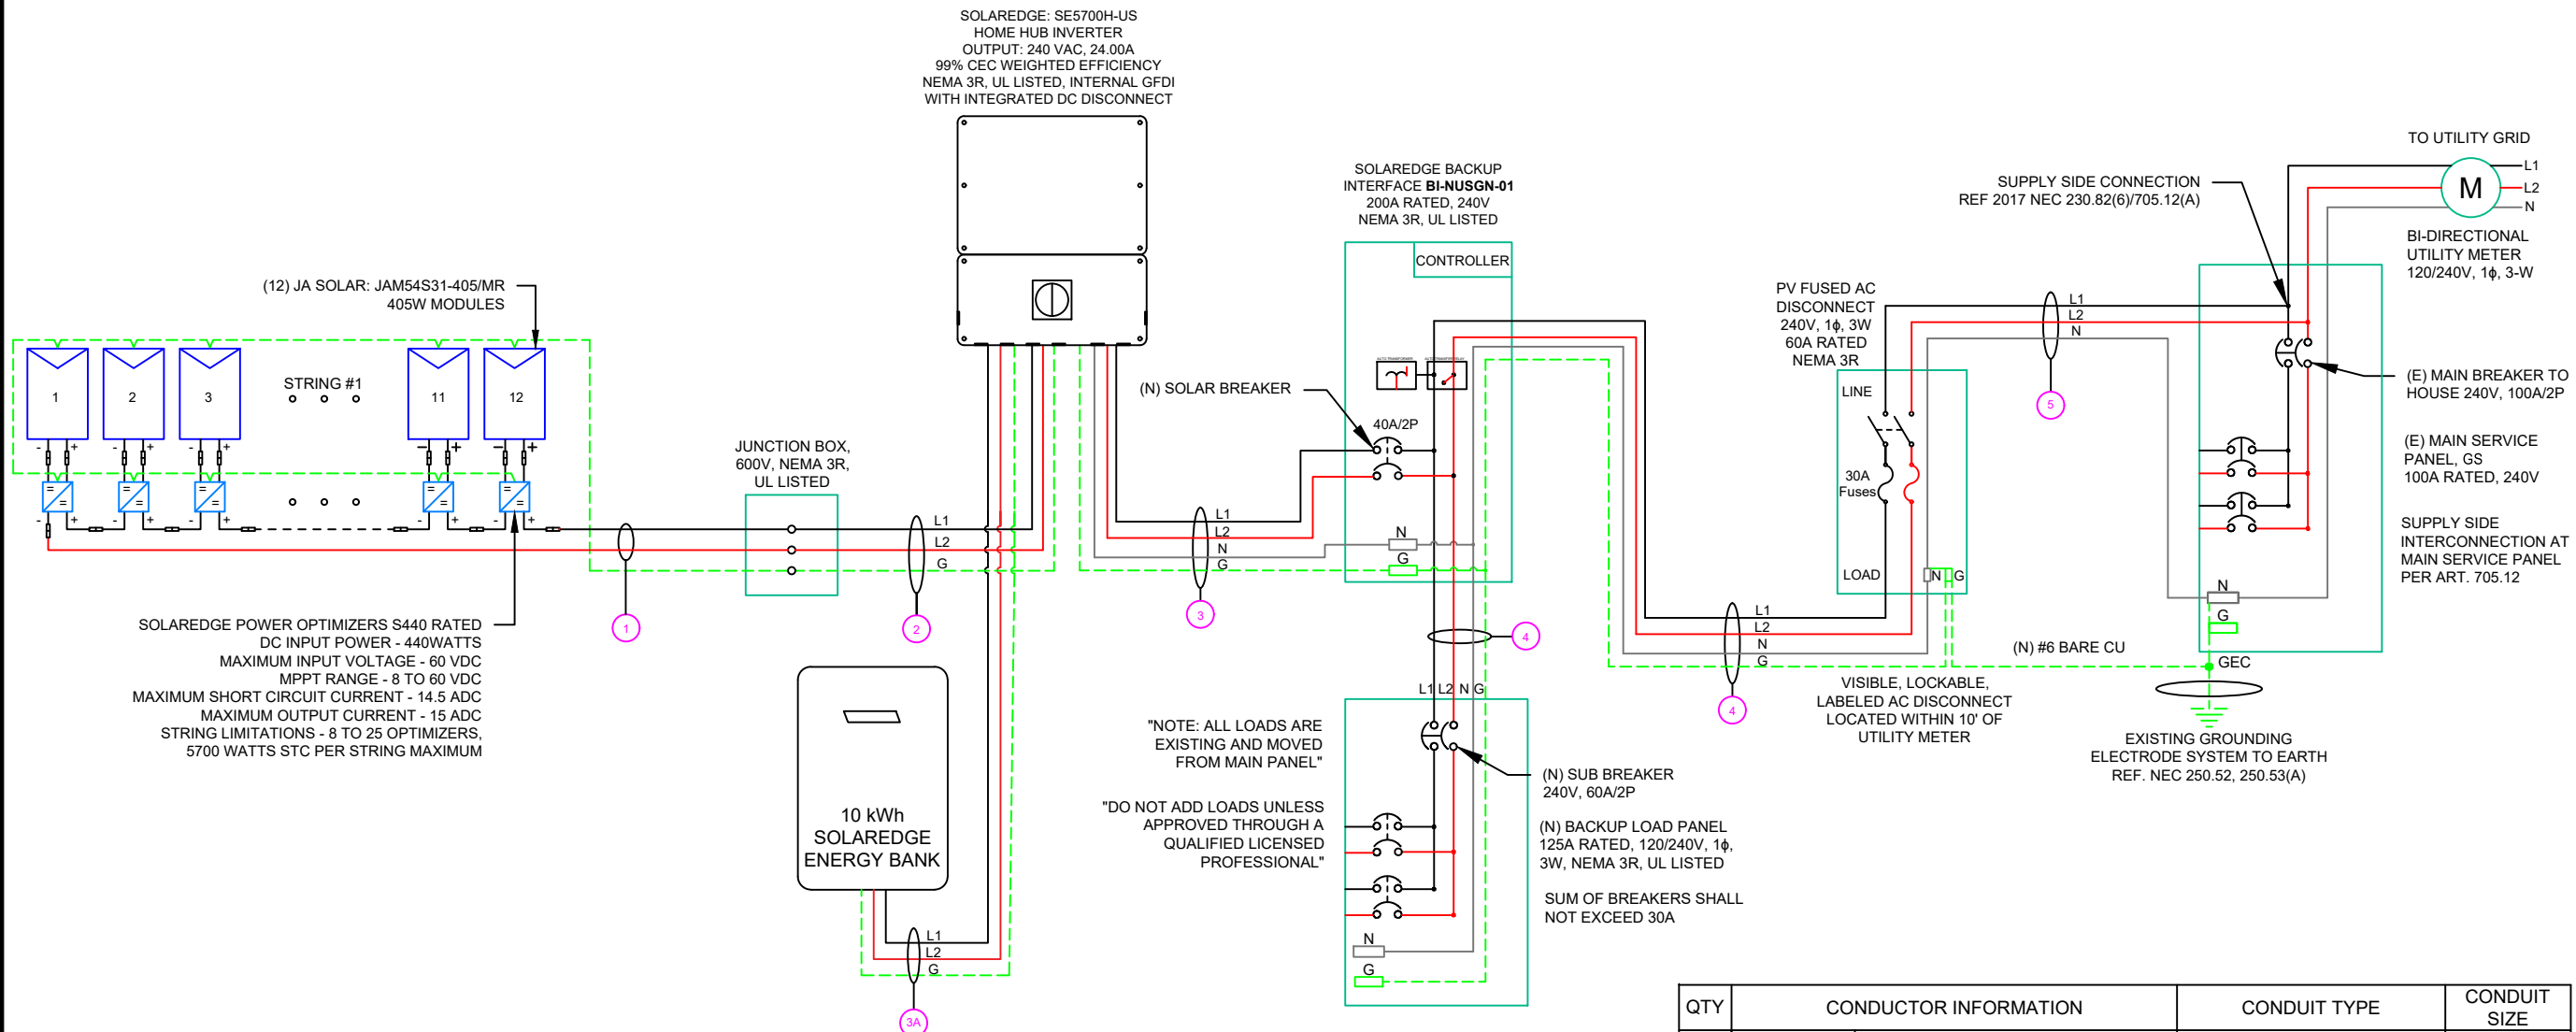 SOLAREDGE: SE5700H-US
HOME HUB INVERTER
OUTPUT: 240 VAC, 24.00A
99% CEC WEIGHTED EFFICIENCY
NEMA 3R, UL LISTED, INTERNAL GFDI
WITH INTEGRATED DC DISCONNECT
(12) JA SOLAR: JAM54S31-405/MR
405W MODULES
1
2
3
STRING #1
11
12
- +
- +
- +
- +
- +
= =
= =
= =
= =
= =
- +
- +
- +
- +
- +
SOLAREDGE POWER OPTIMIZERS S440 RATED
DC INPUT POWER - 440WATTS
MAXIMUM INPUT VOLTAGE - 60 VDC
MPPT RANGE - 8 TO 60 VDC
MAXIMUM SHORT CIRCUIT CURRENT - 14.5 ADC
MAXIMUM OUTPUT CURRENT - 15 ADC
STRING LIMITATIONS - 8 TO 25 OPTIMIZERS,
5700 WATTS STC PER STRING MAXIMUM
1
JUNCTION BOX,
600V, NEMA 3R,
UL LISTED
L1
L2
G
2
10 kWh
SOLAREDGE
ENERGY BANK
L1
L2
G
3A
(N) SOLAR BREAKER
L1
L2
N
G
3
SOLAREDGE BACKUP
INTERFACE BI-NUSGN-01
200A RATED, 240V
NEMA 3R, UL LISTED
CONTROLLER
40A/2P
N
G
4
L1 L2 N G
"NOTE: ALL LOADS ARE
EXISTING AND MOVED
FROM MAIN PANEL"
"DO NOT ADD LOADS UNLESS
APPROVED THROUGH A
QUALIFIED LICENSED
PROFESSIONAL"
N
G
(N) SUB BREAKER
240V, 60A/2P
(N) BACKUP LOAD PANEL
125A RATED, 120/240V, 1ϕ,
3W, NEMA 3R, UL LISTED
SUM OF BREAKERS SHALL
NOT EXCEED 30A
L1
L2
N
G
4
PV FUSED AC
DISCONNECT
240V, 1ϕ, 3W
60A RATED
NEMA 3R
LINE
30A
Fuses
LOAD
N G
VISIBLE, LOCKABLE,
LABELED AC DISCONNECT
LOCATED WITHIN 10' OF
UTILITY METER
L1
L2
N
5
SUPPLY SIDE CONNECTION
REF 2017 NEC 230.82(6)/705.12(A)
TO UTILITY GRID
M
L1
L2
N
BI-DIRECTIONAL
UTILITY METER
120/240V, 1ϕ, 3-W
(E) MAIN BREAKER TO
HOUSE 240V, 100A/2P
(E) MAIN SERVICE
PANEL, GS
100A RATED, 240V
SUPPLY SIDE
INTERCONNECTION AT
MAIN SERVICE PANEL
PER ART. 705.12
N
G
(N) #6 BARE CU
GEC
EXISTING GROUNDING
ELECTRODE SYSTEM TO EARTH
REF. NEC 250.52, 250.53(A)
QTY
CONDUCTOR INFORMATION
CONDUIT TYPE
CONDUIT
SIZE